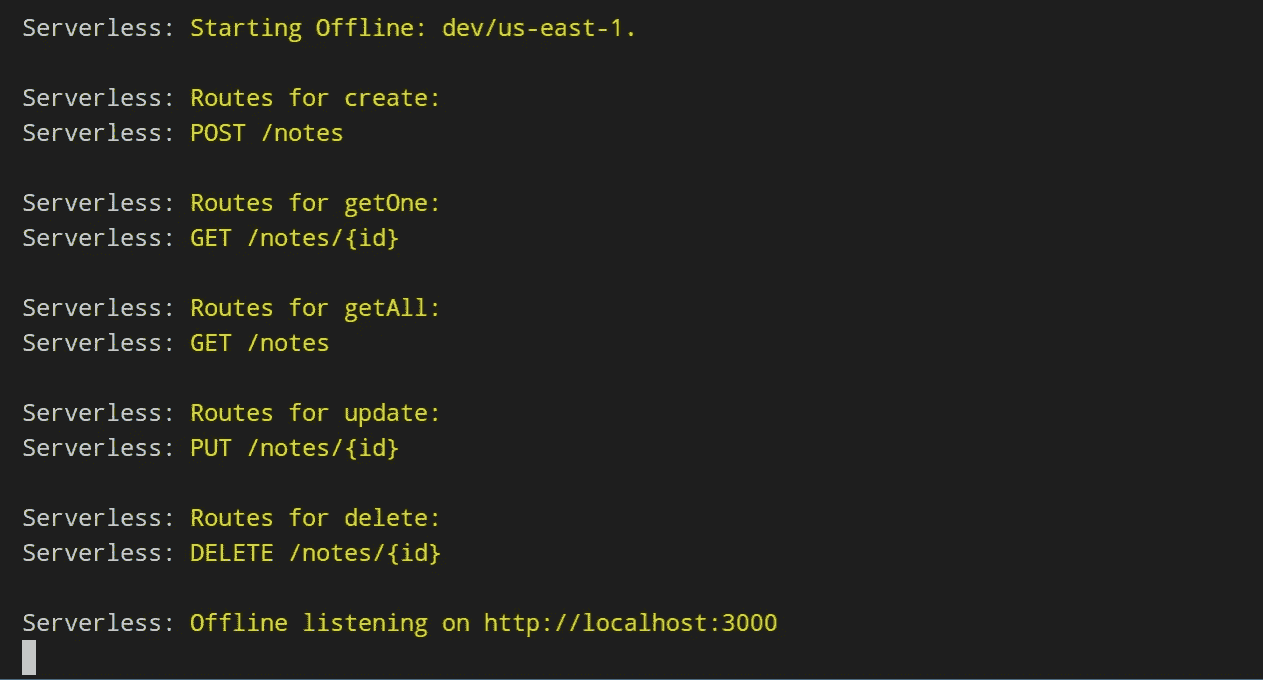 Serverless: Starting Offline: dev/us-east-1.
Serverless: Routes for create:
Serverless: POST /notes
Serverless: Routes for getOne:
Serverless: GET /notes/{id}
Serverless: Routes for getAll:
Serverless: GET /notes
Serverless: Routes for update:
Serverless: PUT /notes/{id}
Serverless: Routes for delete:
Serverless: DELETE /notes/{id}
Serverless: Offline listening on http://localhost:3000